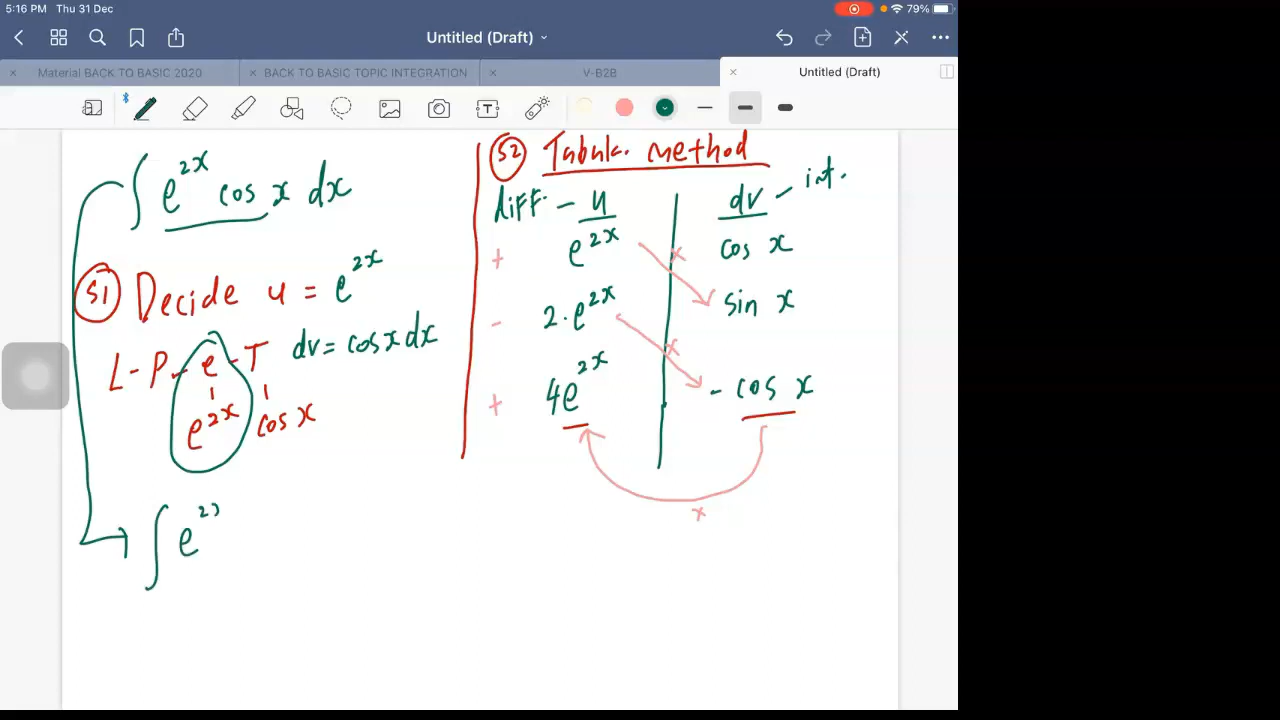 5:16 PM Thu 31 Dec
79%
Untitled (Draft)
Material BACK TO BASIC 2020
BACK TO BASIC TOPIC INTEGRATION
V-B2B
Untitled (Draft)
∫ e^{2x} cos x dx
S1 Decide u = e^{2x}
dv = cos x dx
L - P - e - T
e^{2x} cos x
∫ e^{2
S2 Tabular method
diff. - u | dv - int.
+ e^{2x} x cos x
- 2·e^{2x} x sin x
+ 4e^{2x} - cos x
x